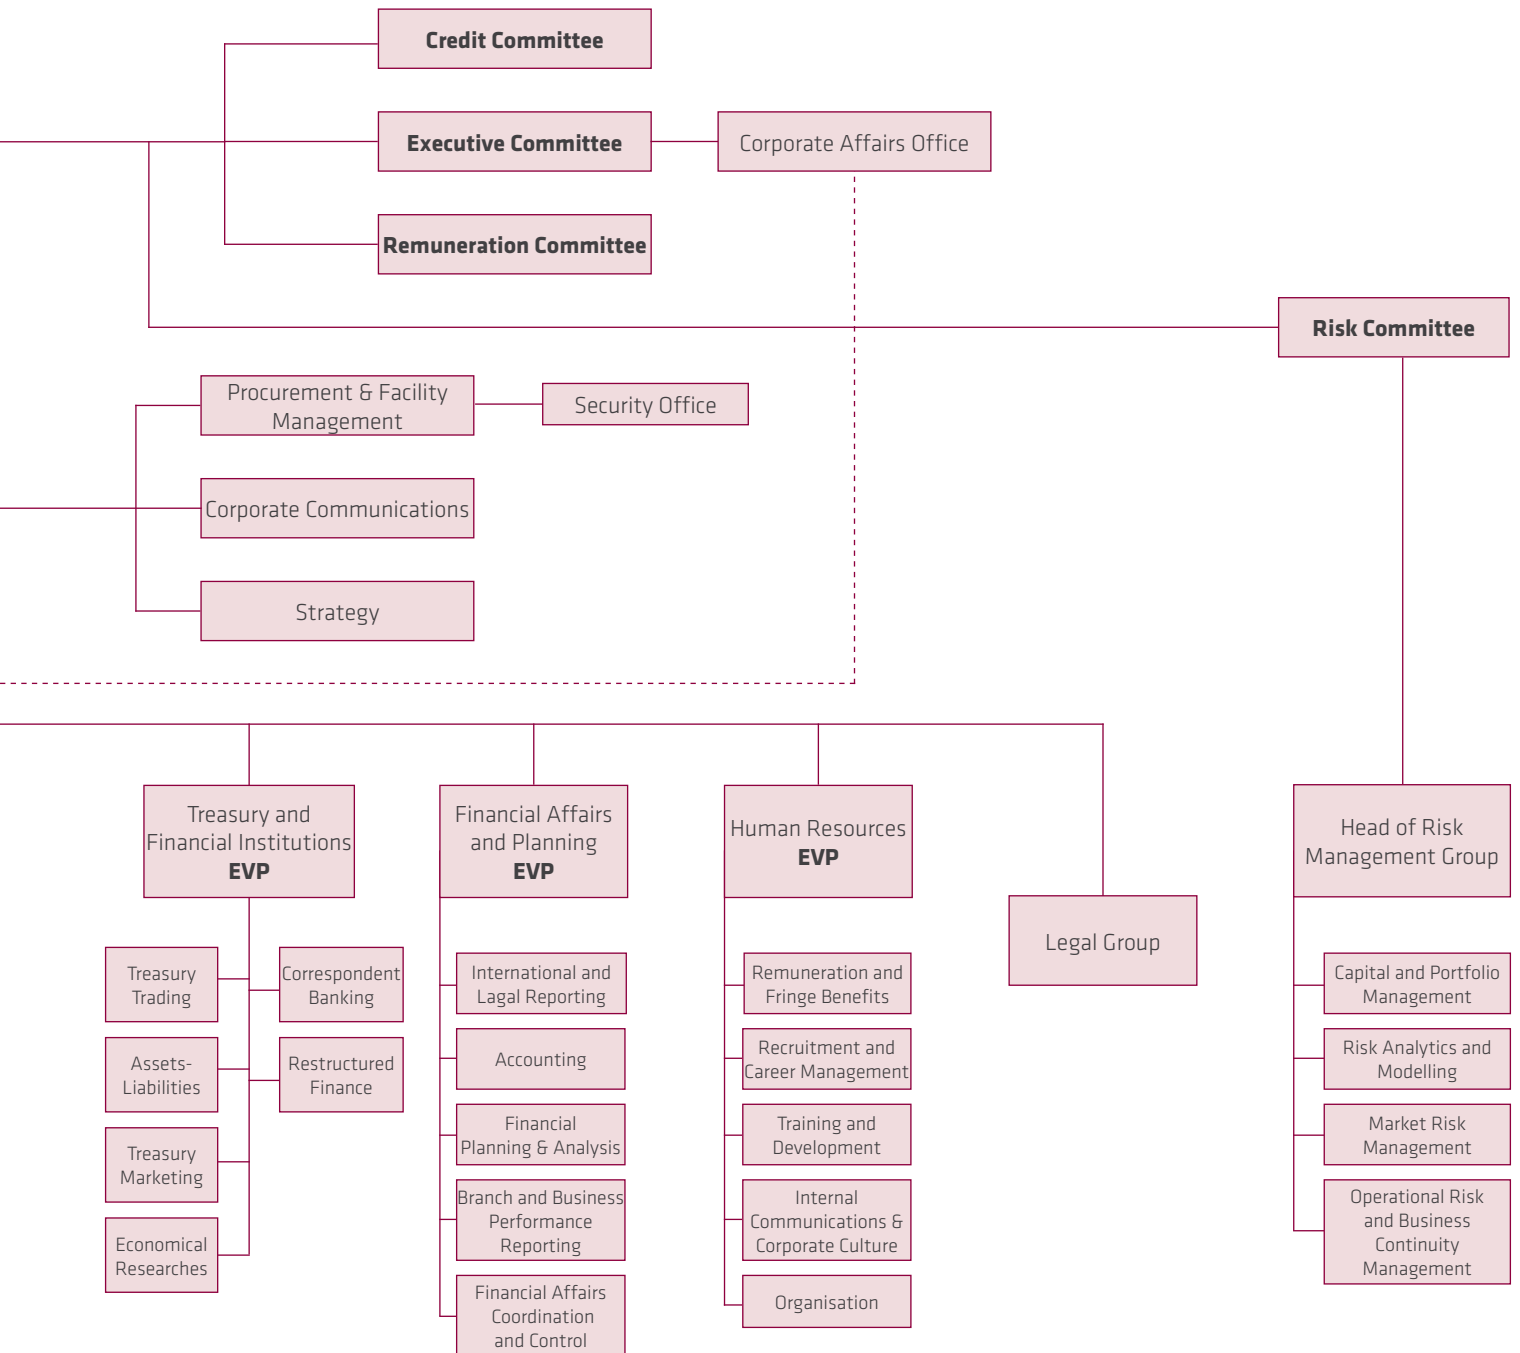 Credit Committee
Executive Committee
Corporate Affairs Office
Remuneration Committee
Risk Committee
Procurement & Facility
Management
Security Office
Corporate Communications
Strategy
Treasury and
Financial Institutions
EVP
Financial Affairs
and Planning
EVP
Human Resources
EVP
Head of Risk
Management Group
Legal Group
Treasury
Trading
Correspondent
Banking
Assets-
Liabilities
Restructured
Finance
Treasury
Marketing
Economical
Researches
International and
Lagal Reporting
Accounting
Financial
Planning & Analysis
Branch and Business
Performance
Reporting
Financial Affairs
Coordination
and Control
Remuneration and
Fringe Benefits
Recruitment and
Career Management
Training and
Development
Internal
Communications &
Corporate Culture
Organisation
Capital and Portfolio
Management
Risk Analytics and
Modelling
Market Risk
Management
Operational Risk
and Business
Continuity
Management